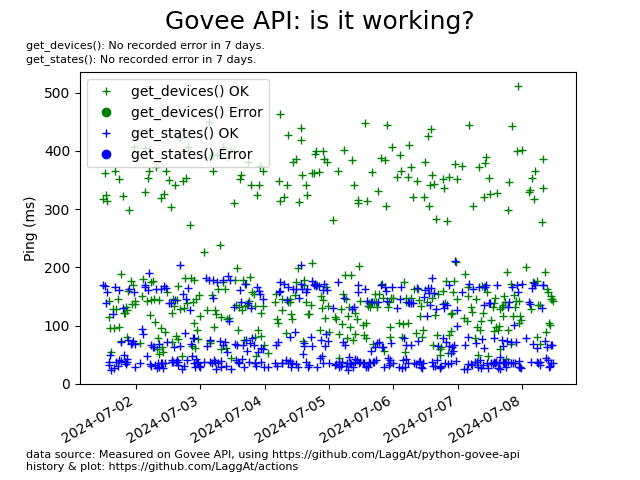 Govee API: is it working?
get_devices(): No recorded error in 7 days.
get_states(): No recorded error in 7 days.
get_devices() OK
get_devices() Error
get_states() OK
get_states() Error
500
400
300
200
100
0
Ping (ms)
2024-07-02
2024-07-03
2024-07-04
2024-07-05
2024-07-06
2024-07-07
2024-07-08
data source: Measured on Govee API, using https://github.com/LaggAt/python-govee-api
history & plot: https://github.com/LaggAt/actions